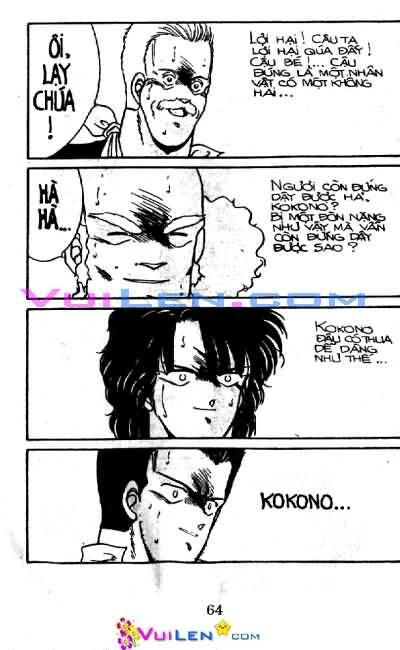 ÔI,
LẠY
CHÚA
!
LỢI HẠI! CẬU TA
LỢI HẠI QÚA ĐẤY!
CẬU BÉ!... CẬU
ĐÚNG LÀ MỘT NHÂN
VẬT CÓ MỘT KHÔNG
HAI...
HÀ
HÀ...
NGƯƠI CÒN ĐỨNG
DẬY ĐƯỢC HẢ,
KOKONO?
BỊ MỘT ĐÒN NẶNG
NHƯ VẬY MÀ VẪN
CÒN ĐỨNG DẬY
ĐƯỢC SAO?
VUILEN.COM
KOKONO
ĐÂU CÓ THUA
DỄ DÀNG
NHƯ THẾ...
KOKONO...
64
VUILEN.COM